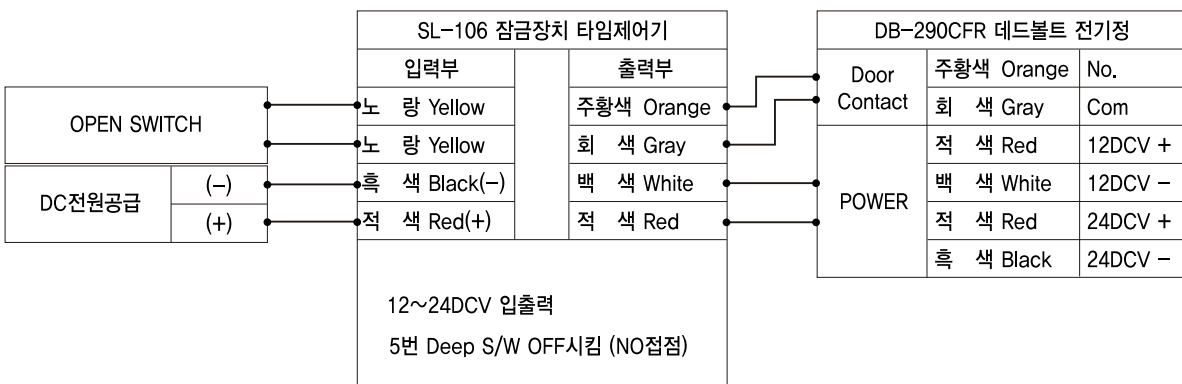 SL-106 잠금장치 타임제어기
DB-290CFR 데드볼트 전기정
입력부
출력부
Door
Contact
주황색 Orange
No.
OPEN SWITCH
노 랑 Yellow
주황색 Orange
회 색 Gray
Com
노 랑 Yellow
회 색 Gray
POWER
적 색 Red
12DCV +
DC전원공급
(-)
흑 색 Black(-)
백 색 White
백 색 White
12DCV -
(+)
적 색 Red(+)
적 색 Red
적 색 Red
24DCV +
흑 색 Black
24DCV -
12~24DCV 입출력
5번 Deep S/W OFF시킴 (NO접점)